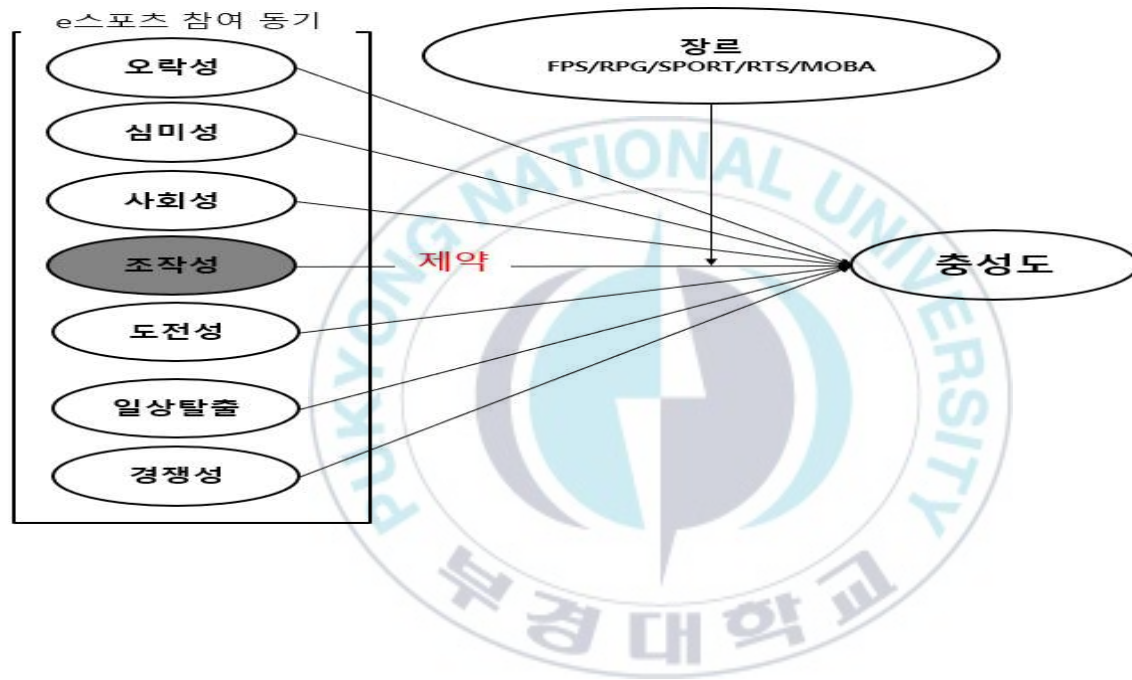 e스포츠 참여 동기
오락성
심미성
사회성
조작성
도전성
일상탈출
경쟁성
장르
FPS/RPG/SPORT/RTS/MOBA
제약
충성도
PUKYONG NATIONAL UNIVERSITY
부경대학교